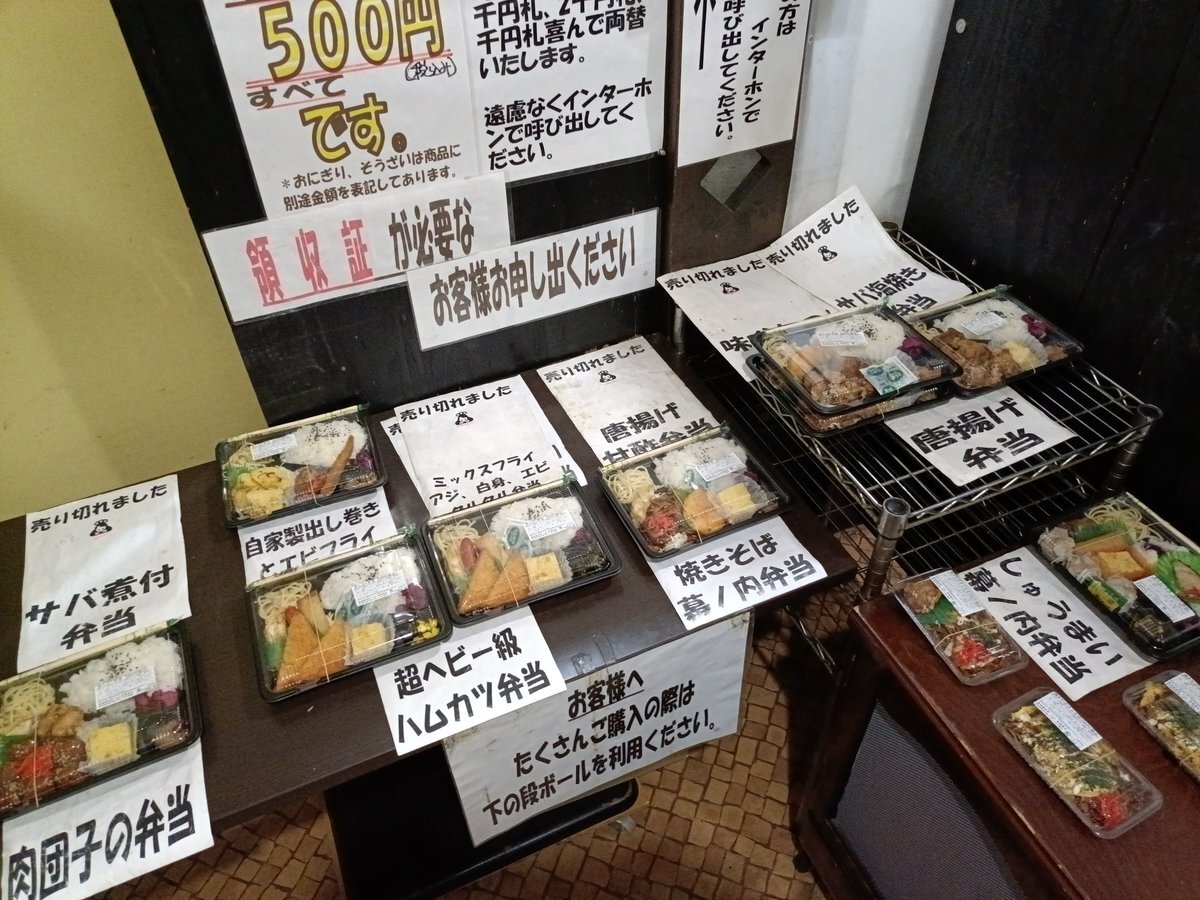 500円
(税込み)
すべて
です。
＊おにぎり、そうざいは商品に
別途金額を表記してあります。
千円札、2千円札、
千円札喜んで両替
いたします。
遠慮なくインターホ
ンで呼び出してく
ださい。
方は
インターホンで
呼び出してください。
領収証が必要な
お客様お申し出ください
売り切れました
サバ煮付
弁当
肉団子の弁当
自家製出し巻き
とエビフライ
売り切れました
ミックスフライ
アジ、白身、エビ
タルタル弁当
超ヘビー級
ハムカツ弁当
売り切れました
唐揚げ
甘酢弁当
焼きそば
幕ノ内弁当
お客様へ
たくさんご購入の際は
下の段ボールを利用ください。
売り切れました
味
売り切れました
サバ塩焼き
弁当
唐揚げ
弁当
しゅうまい
幕ノ内弁当